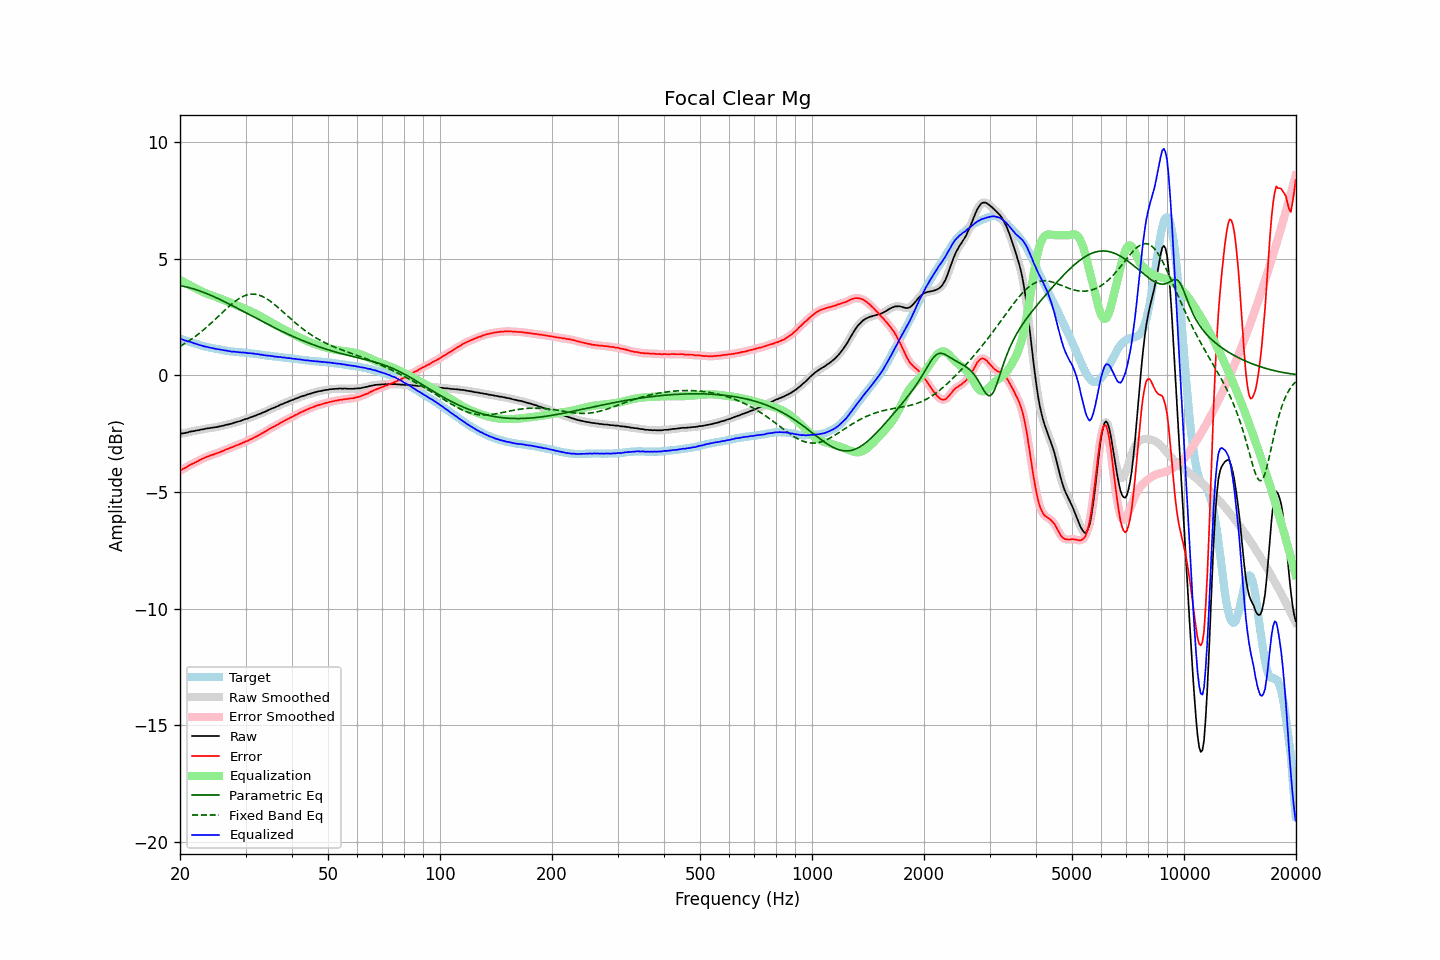 Focal Clear Mg
10
5
0
−5
−10
−15
−20
Amplitude (dBr)
Target
Raw Smoothed
Error Smoothed
Raw
Error
Equalization
Parametric Eq
Fixed Band Eq
Equalized
20 50 100 200 500 1000 2000 5000 10000 20000
Frequency (Hz)